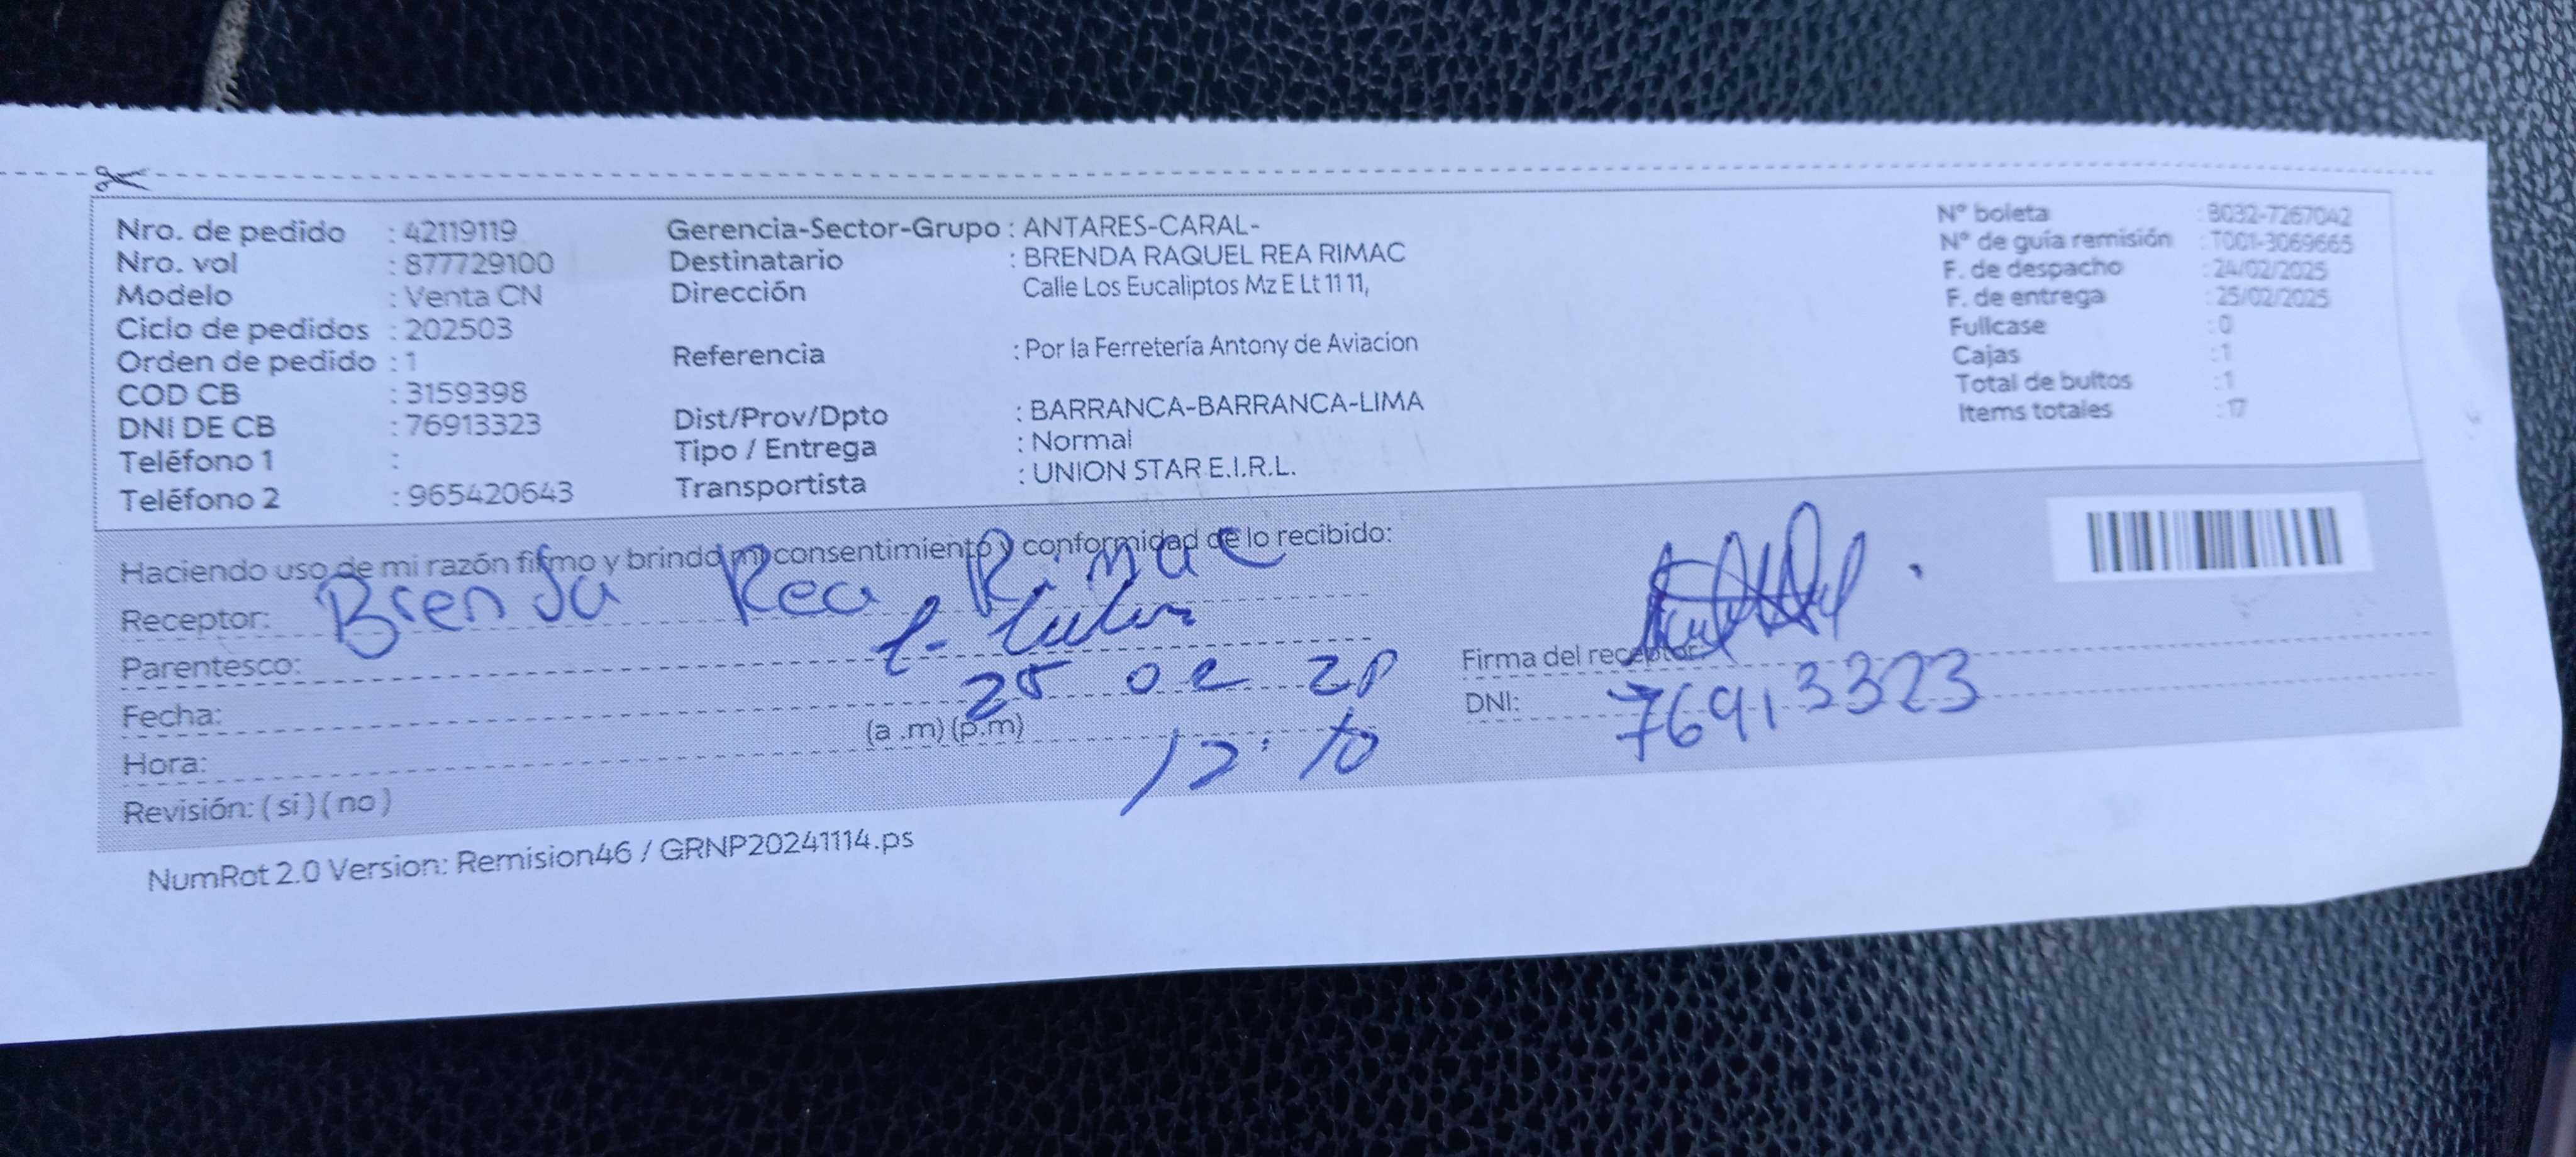 Nro. de pedido : 42119119
Nro. vol : 877729100
Modelo : Venta CN
Ciclo de pedidos : 202503
Orden de pedido : 1
COD CB : 3159398
DNI DE CB : 76913323
Teléfono 1 :
Teléfono 2 : 965420643
Gerencia-Sector-Grupo : ANTARES-CARAL-
Destinatario : BRENDA RAQUEL REA RIMAC
Dirección Calle Los Eucaliptos Mz E Lt 11 11,
Referencia : Por la Ferretería Antony de Aviacion
Dist/Prov/Dpto : BARRANCA-BARRANCA-LIMA
Tipo / Entrega : Normal
Transportista : UNION STAR E.I.R.L.
Nº boleta : B032-7267042
Nº de guía remisión : T001-3069665
F. de despacho : 24/02/2025
F. de entrega : 25/02/2025
Fullcase : 0
Cajas : 1
Total de bultos : 1
Items totales : 17
Haciendo uso de mi razón firmo y brindo mi consentimiento y conformidad de lo recibido:
Receptor: Brenda Rea Rimac
Parentesco:
Fecha: 25 02
Hora: (a .m) (p.m)
Revisión: ( si ) ( no )
Firma del receptor
DNI: 76913323
NumRot 2.0 Version: Remision46 / GRNP20241114.ps